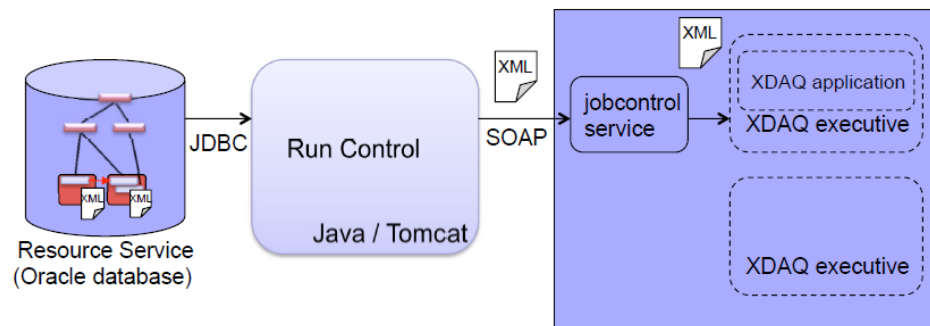 XML
XML
Resource Service
(Oracle database)
JDBC
Run Control
Java / Tomcat
XML
SOAP
jobcontrol
service
XML
XDAQ application
XDAQ executive
XDAQ executive